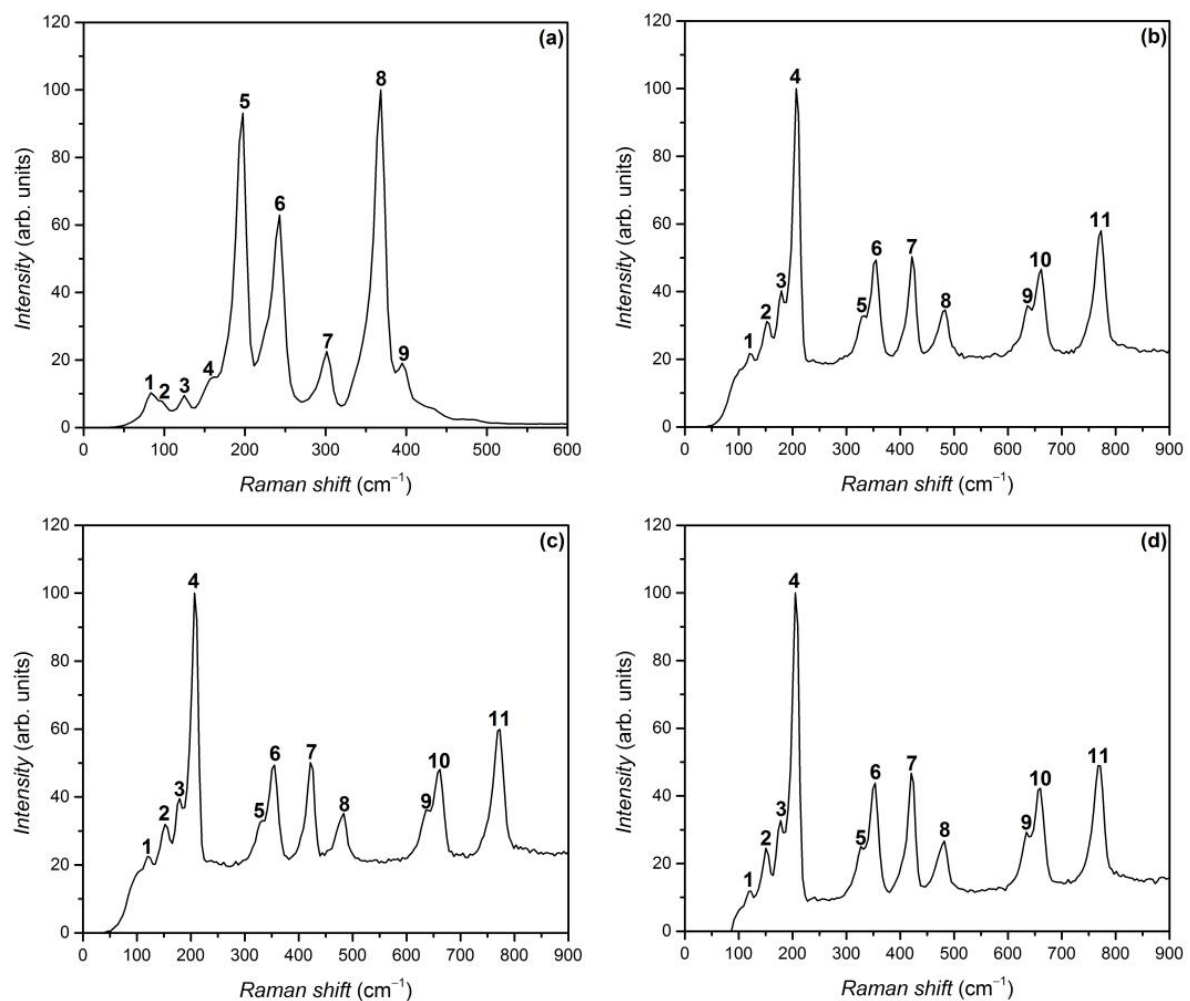 (a)
120
100
80
60
40
20
0
Intensity (arb. units)
1 2 3 4 5 6 7 8 9
0 100 200 300 400 500 600
Raman shift (cm⁻¹)
(b)
120
100
80
60
40
20
0
Intensity (arb. units)
1 2 3 4 5 6 7 8 9 10 11
0 100 200 300 400 500 600 700 800 900
Raman shift (cm⁻¹)
(c)
120
100
80
60
40
20
0
Intensity (arb. units)
1 2 3 4 5 6 7 8 9 10 11
0 100 200 300 400 500 600 700 800 900
Raman shift (cm⁻¹)
(d)
120
100
80
60
40
20
0
Intensity (arb. units)
1 2 3 4 5 6 7 8 9 10 11
0 100 200 300 400 500 600 700 800 900
Raman shift (cm⁻¹)